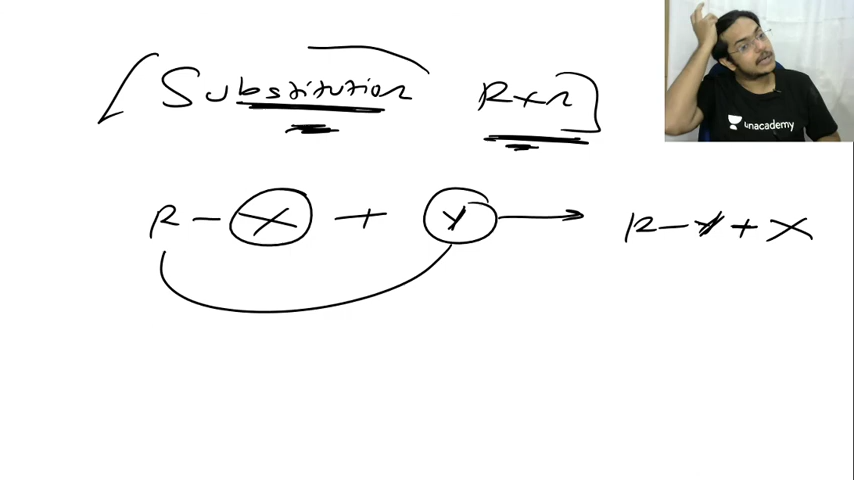 [Substitution Rxn]
unacademy
R - X + Y → R - Y + X